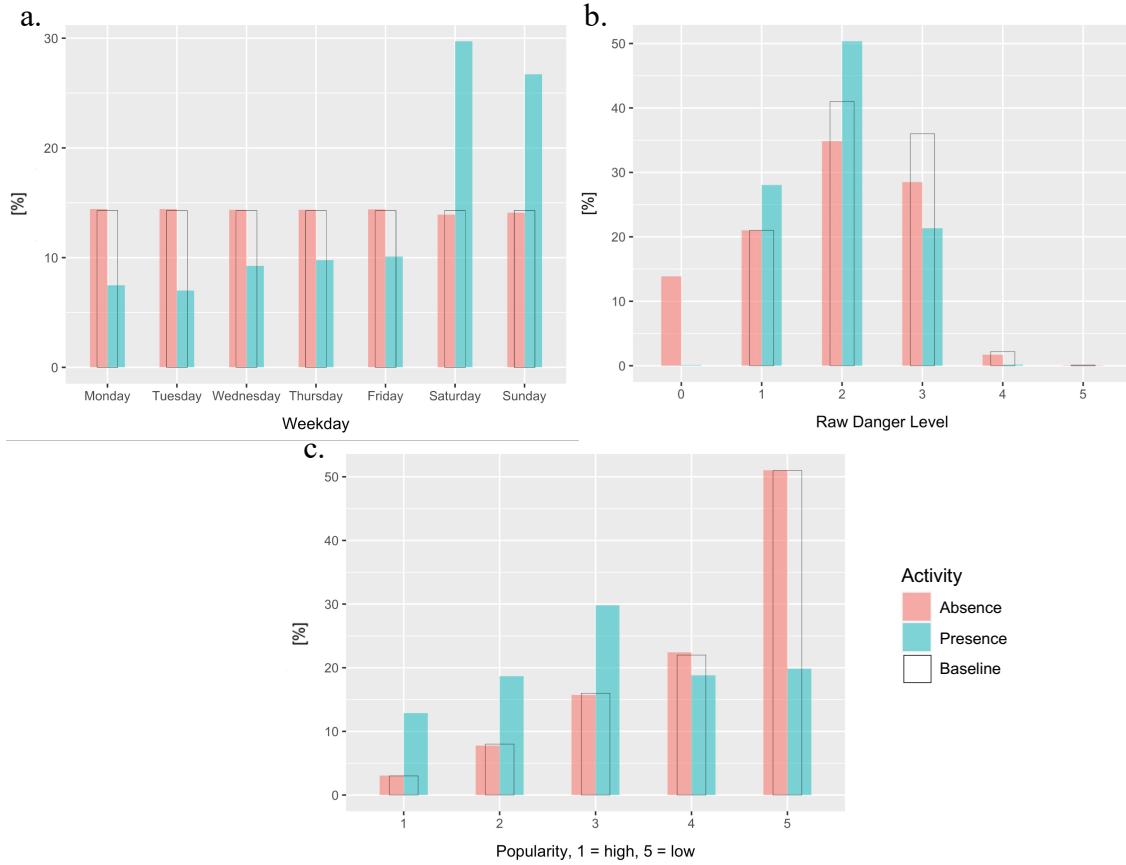 a.
30
20
10
0
[%]
Monday Tuesday Wednesday Thursday Friday Saturday Sunday
Weekday
b.
50
40
30
20
10
0
[%]
0 1 2 3 4 5
Raw Danger Level
c.
50
40
30
20
10
0
[%]
1 2 3 4 5
Popularity, 1 = high, 5 = low
Activity
Absence
Presence
Baseline